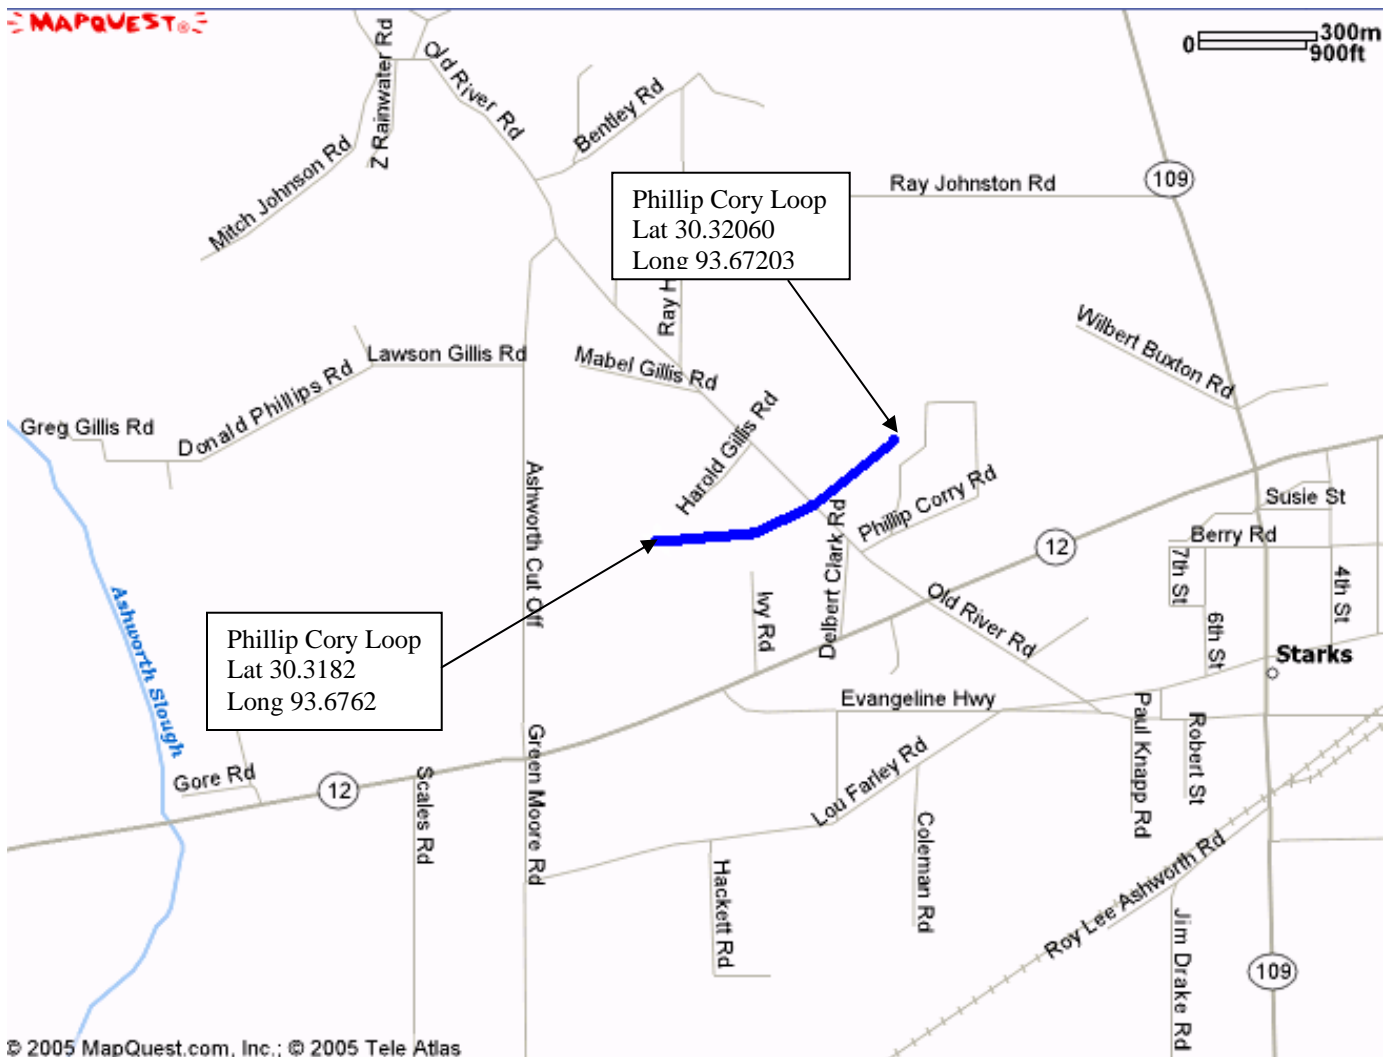 MAPQUEST®
0
300m
900ft
Z Rainwater Rd
Old River Rd
Bentley Rd
Mitch Johnson Rd
109
Ray Johnston Rd
Phillip Cory Loop
Lat 30.32060
Long 93.67203
Ray H
Wilbert Buxton Rd
Lawson Gillis Rd
Mabel Gillis Rd
Donald Phillips Rd
Greg Gillis Rd
Harold Gillis Rd
Ashworth Cut Off
Phillip Corry Rd
Delbert Clark Rd
Susie St
Berry Rd
12
7th St
4th St
6th St
Ivy Rd
Old River Rd
Ashworth Slough
Phillip Cory Loop
Lat 30.3182
Long 93.6762
Starks
Evangeline Hwy
Paul Knapp Rd
Robert St
Green Moore Rd
Gore Rd
12
Scales Rd
Lou Farley Rd
Coleman Rd
Hackett Rd
Roy Lee Ashworth Rd
Jim Drake Rd
109
© 2005 MapQuest.com, Inc.; © 2005 Tele Atlas